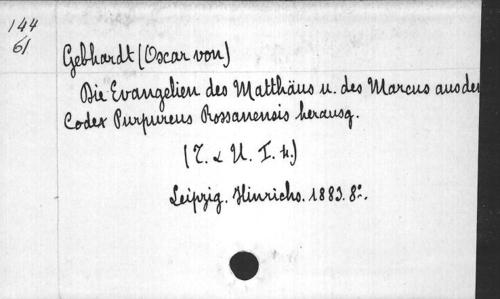 144
61
Gebhardt (Oscar von)
Die Evangelien des Matthäus u. des Marcus aus dem
Codex Purpureus Rossanensis herausg.
(T. & U. I. 4.)
Leipzig. Hinrichs. 1883. 8°.